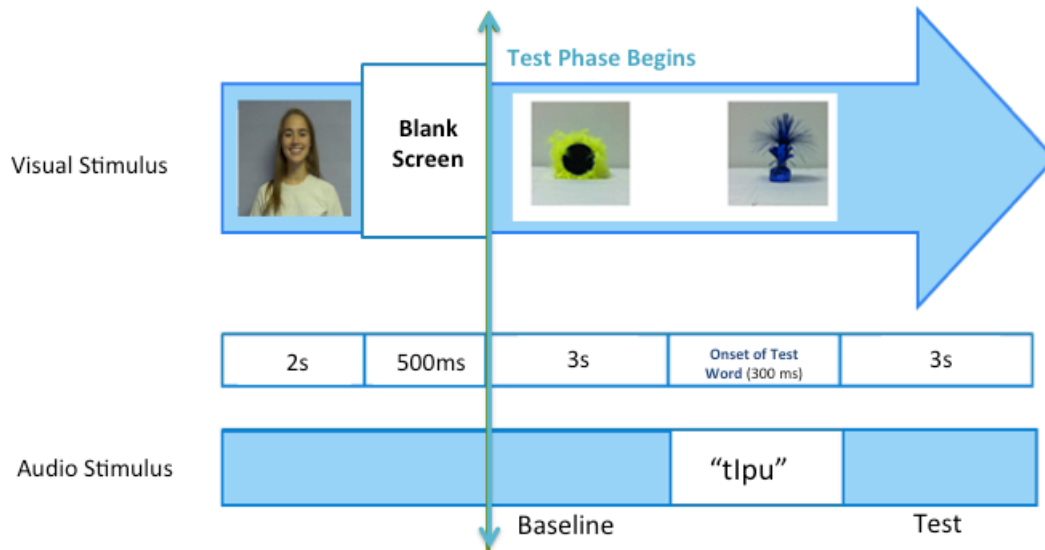 Test Phase Begins
Blank
Screen
Visual Stimulus
2s
500ms
3s
Onset of Test
Word (300 ms)
3s
Audio Stimulus
“tIpu”
Baseline
Test